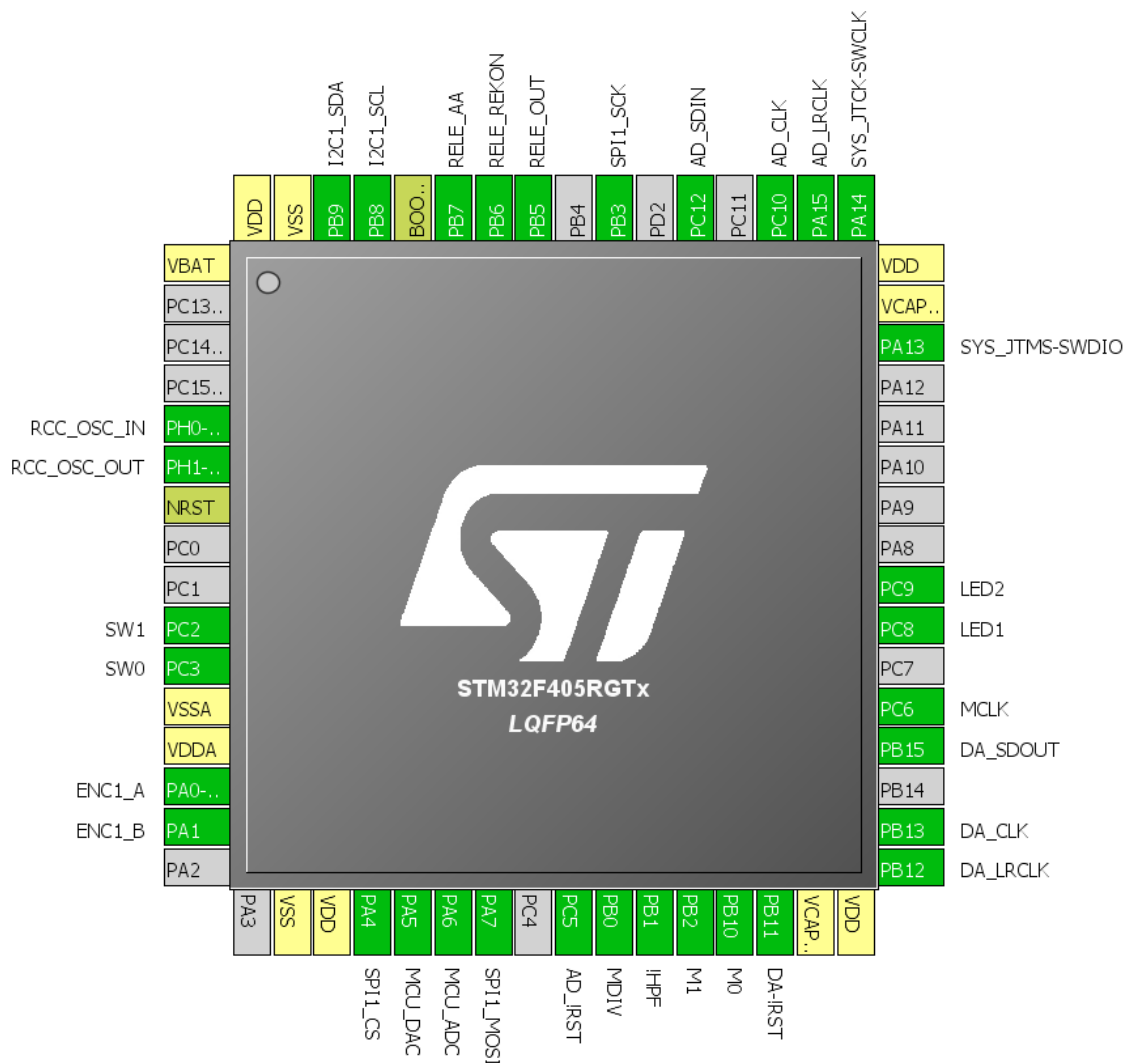 I2C1_SDA
I2C1_SCL
RELE_AA
RELE_REKON
RELE_OUT
SPI1_SCK
AD_SDIN
AD_CLK
AD_LRCLK
SYS_JTCK-SWCLK
VDD
VSS
PB9
PB8
BOO..
PB7
PB6
PB5
PB4
PB3
PD2
PC12
PC11
PC10
PA15
PA14
VBAT
PC13..
PC14..
PC15..
RCC_OSC_IN PH0-..
RCC_OSC_OUT PH1-..
NRST
PC0
PC1
SW1 PC2
SW0 PC3
VSSA
VDDA
ENC1_A PA0-..
ENC1_B PA1
PA2
STM32F405RGTx
LQFP64
VDD
VCAP..
PA13 SYS_JTMS-SWDIO
PA12
PA11
PA10
PA9
PA8
PC9 LED2
PC8 LED1
PC7
PC6 MCLK
PB15 DA_SDOUT
PB14
PB13 DA_CLK
PB12 DA_LRCLK
PA3
VSS
VDD
PA4
PA5
PA6
PA7
PC4
PC5
PB0
PB1
PB2
PB10
PB11
VCAP..
VDD
SPI1_CS
MCU_DAC
MCU_ADC
SPI1_MOSI
AD_!RST
MDIV
!HPF
M1
M0
DA-!RST